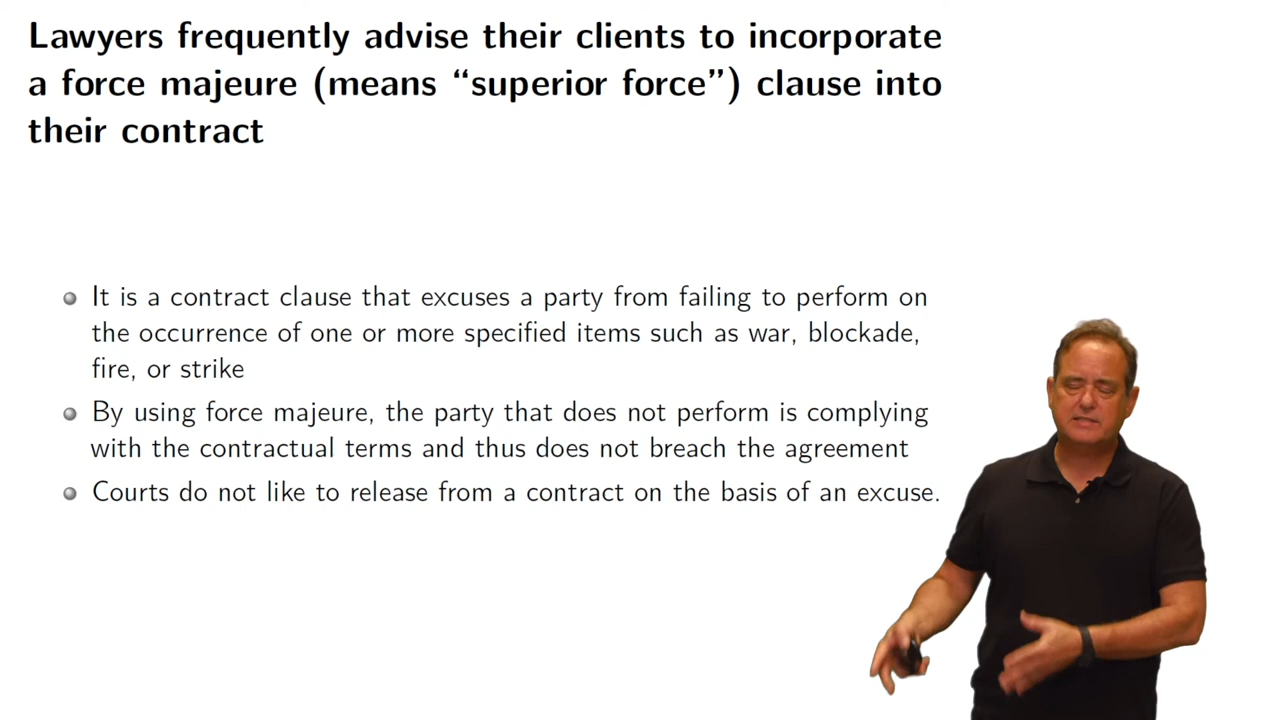 Lawyers frequently advise their clients to incorporate
a force majeure (means “superior force”) clause into
their contract
It is a contract clause that excuses a party from failing to perform on
the occurrence of one or more specified items such as war, blockade,
fire, or strike
By using force majeure, the party that does not perform is complying
with the contractual terms and thus does not breach the agreement
Courts do not like to release from a contract on the basis of an excuse.